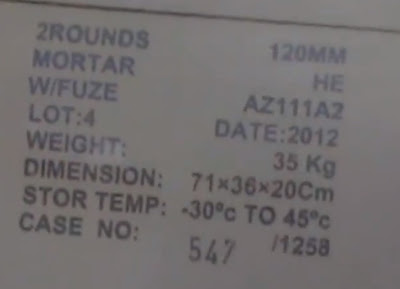 2ROUNDS 120MM
MORTAR HE
W/FUZE AZ111A2
LOT:4 DATE:2012
WEIGHT: 35 Kg
DIMENSION: 71×36×20Cm
STOR TEMP: -30°c TO 45°c
CASE NO: 547 /1258